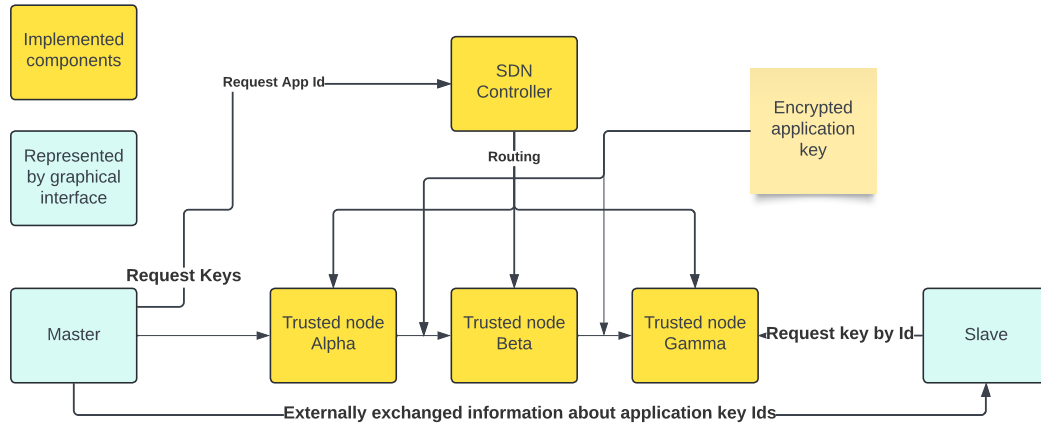 Implemented
components
Request App Id
SDN
Controller
Encrypted
application
key
Represented
by graphical
interface
Routing
Request Keys
Master
Trusted node
Alpha
Trusted node
Beta
Trusted node
Gamma
Request key by Id
Slave
Externally exchanged information about application key Ids